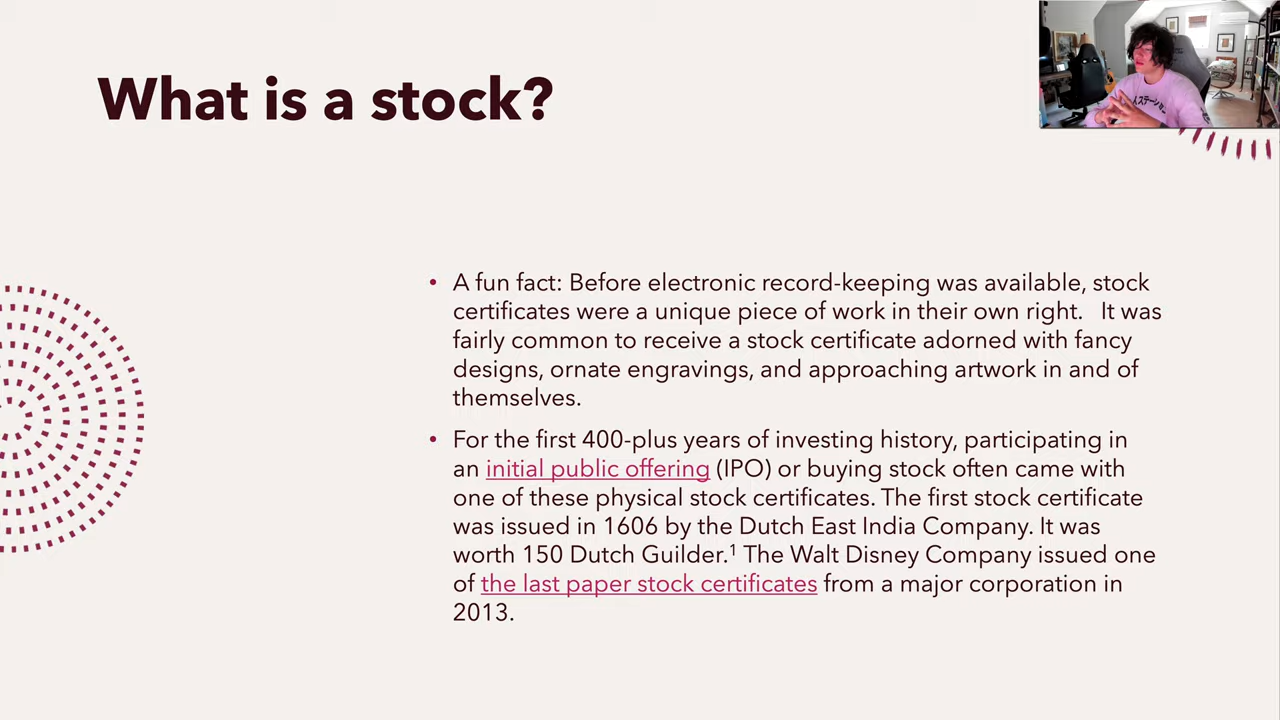 What is a stock?
• A fun fact: Before electronic record-keeping was available, stock
certificates were a unique piece of work in their own right.   It was
fairly common to receive a stock certificate adorned with fancy
designs, ornate engravings, and approaching artwork in and of
themselves.
• For the first 400-plus years of investing history, participating in
an initial public offering (IPO) or buying stock often came with
one of these physical stock certificates. The first stock certificate
was issued in 1606 by the Dutch East India Company. It was
worth 150 Dutch Guilder.¹ The Walt Disney Company issued one
of the last paper stock certificates from a major corporation in
2013.